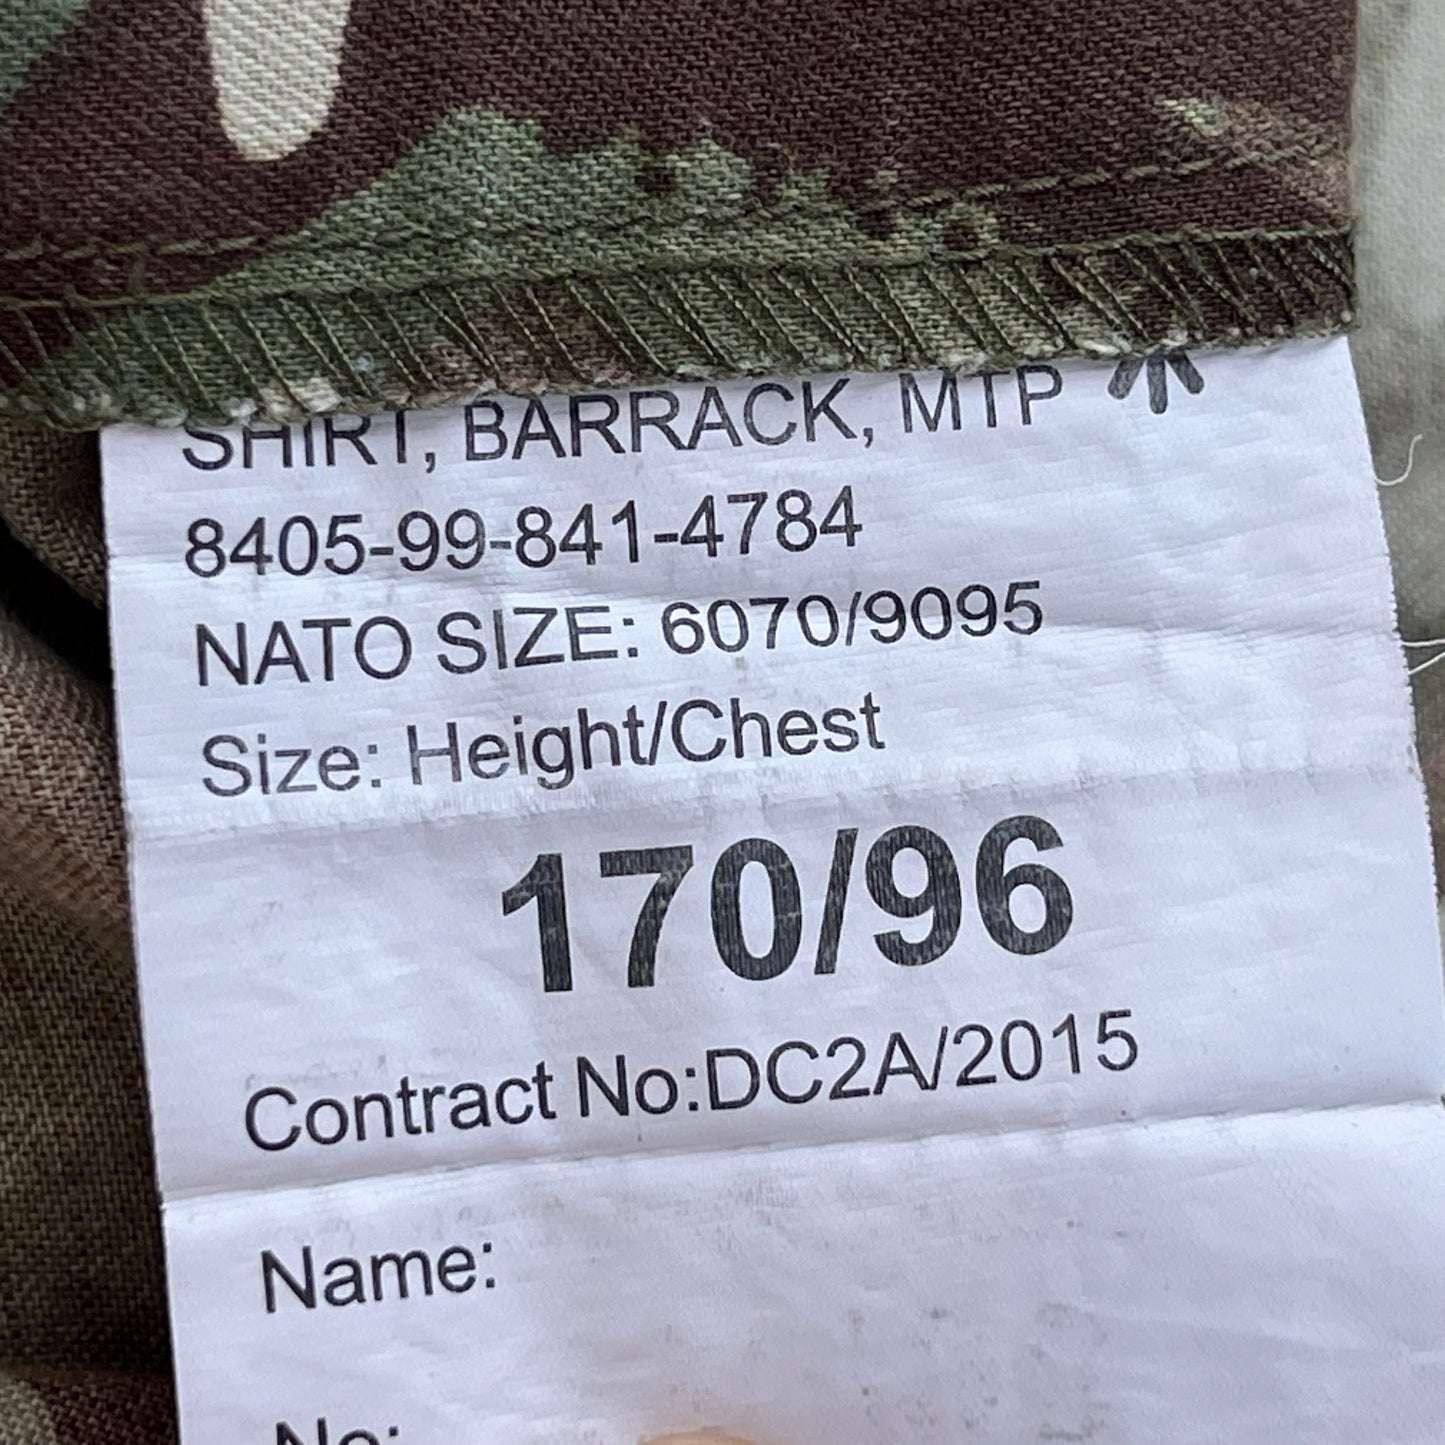 SHIRT, BARRACK, MTP
8405-99-841-4784
NATO SIZE: 6070/9095
Size: Height/Chest
170/96
Contract No:DC2A/2015
Name:
No: